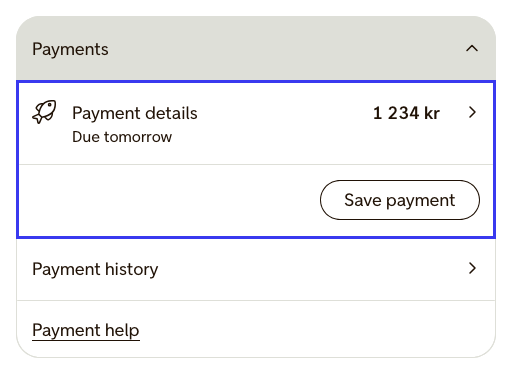 Payments
Payment details
1 234 kr
Due tomorrow
Save payment
Payment history
Payment help